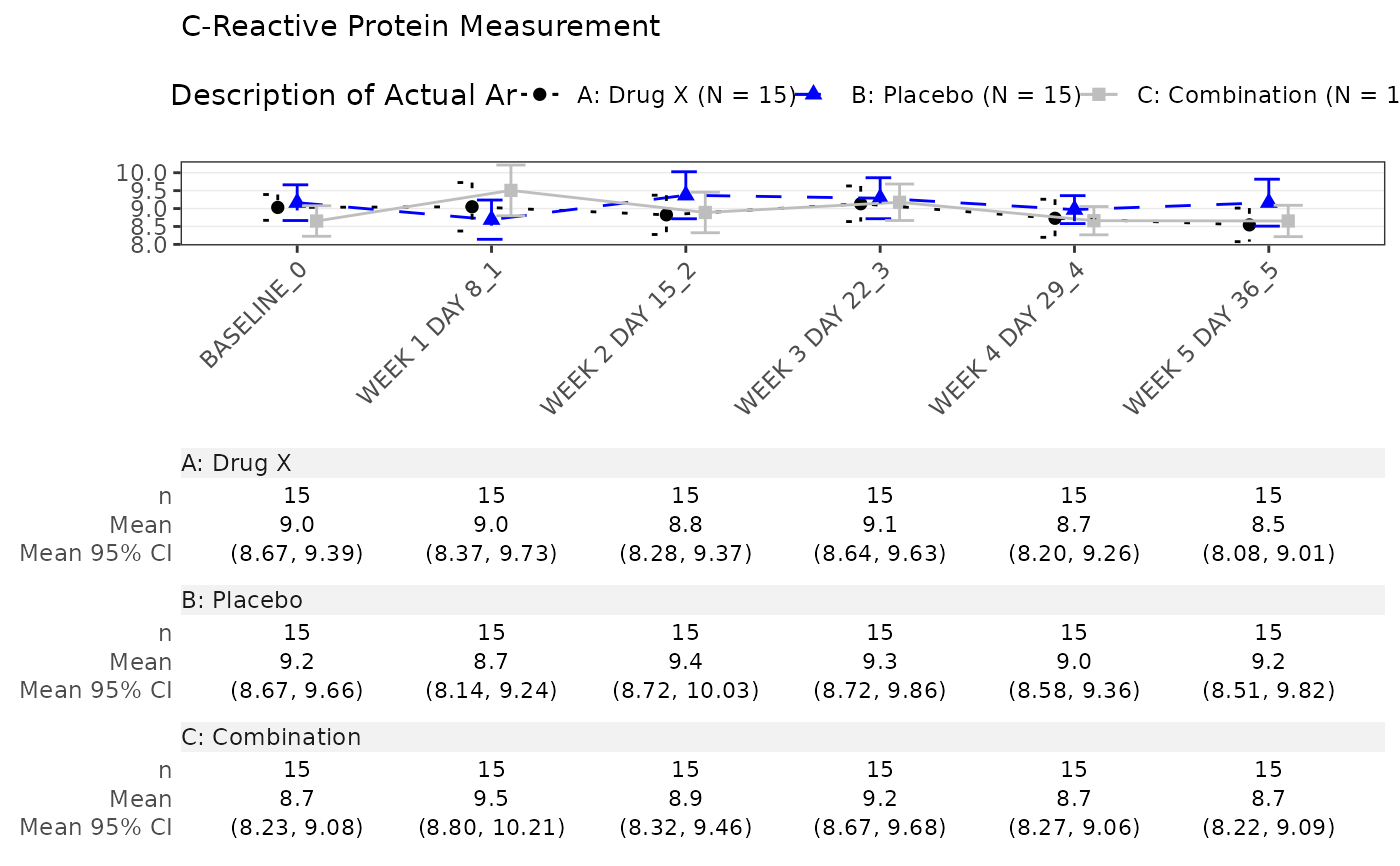 C-Reactive Protein Measurement
Description of Actual Ar A: Drug X (N = 15) B: Placebo (N = 15) C: Combination (N = 1
10.0
9.5
9.0
8.5
8.0
BASELINE_0 WEEK 1 DAY 8_1 WEEK 2 DAY 15_2 WEEK 3 DAY 22_3 WEEK 4 DAY 29_4 WEEK 5 DAY 36_5
A: Drug X
n 15 15 15 15 15 15
Mean 9.0 9.0 8.8 9.1 8.7 8.5
Mean 95% CI (8.67, 9.39) (8.37, 9.73) (8.28, 9.37) (8.64, 9.63) (8.20, 9.26) (8.08, 9.01)
B: Placebo
n 15 15 15 15 15 15
Mean 9.2 8.7 9.4 9.3 9.0 9.2
Mean 95% CI (8.67, 9.66) (8.14, 9.24) (8.72, 10.03) (8.72, 9.86) (8.58, 9.36) (8.51, 9.82)
C: Combination
n 15 15 15 15 15 15
Mean 8.7 9.5 8.9 9.2 8.7 8.7
Mean 95% CI (8.23, 9.08) (8.80, 10.21) (8.32, 9.46) (8.67, 9.68) (8.27, 9.06) (8.22, 9.09)